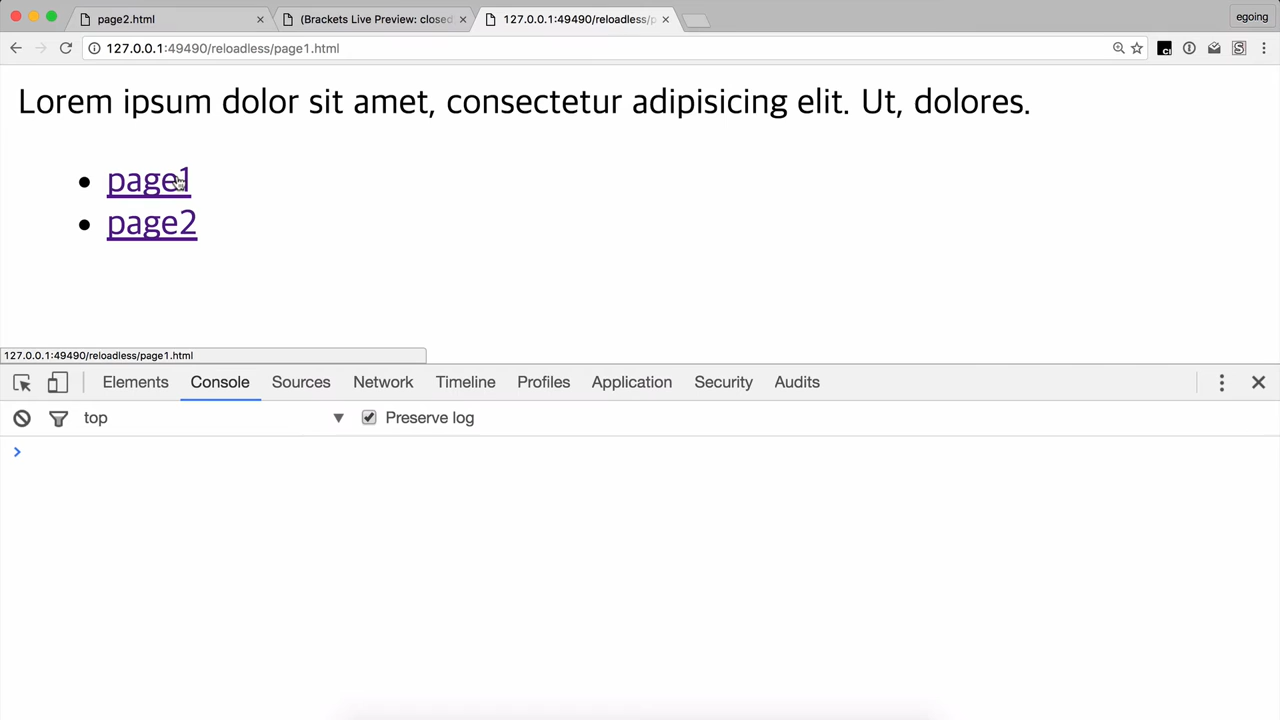 page2.html
(Brackets Live Preview: closed
127.0.0.1:49490/reloadless/p
egoing
127.0.0.1:49490/reloadless/page1.html
Lorem ipsum dolor sit amet, consectetur adipisicing elit. Ut, dolores.
page1
page2
127.0.0.1:49490/reloadless/page1.html
Elements Console Sources Network Timeline Profiles Application Security Audits
top Preserve log